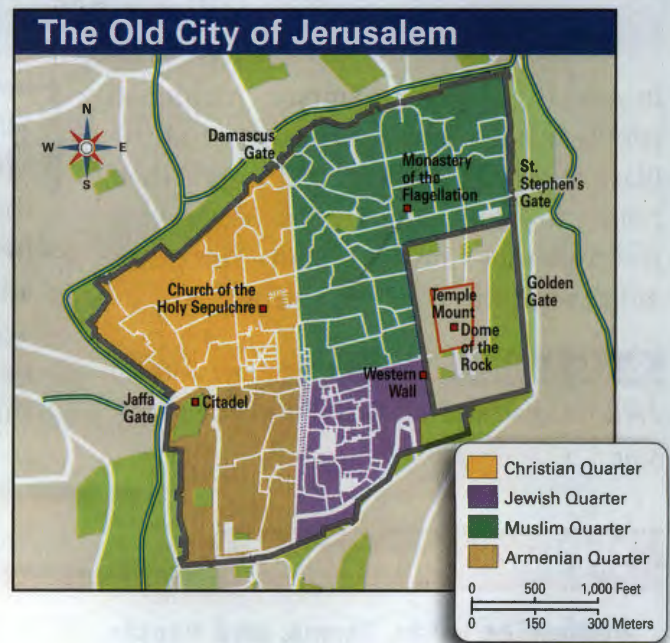 The Old City of Jerusalem
N
W
E
S
Damascus
Gate
Monastery
of the
Flagellation
St.
Stephen's
Gate
Church of the
Holy Sepulchre
Golden
Gate
Temple
Mount
Dome
of the
Rock
Western
Wall
Jaffa
Gate
Citadel
Christian Quarter
Jewish Quarter
Muslim Quarter
Armenian Quarter
0 500 1,000 Feet
0 150 300 Meters